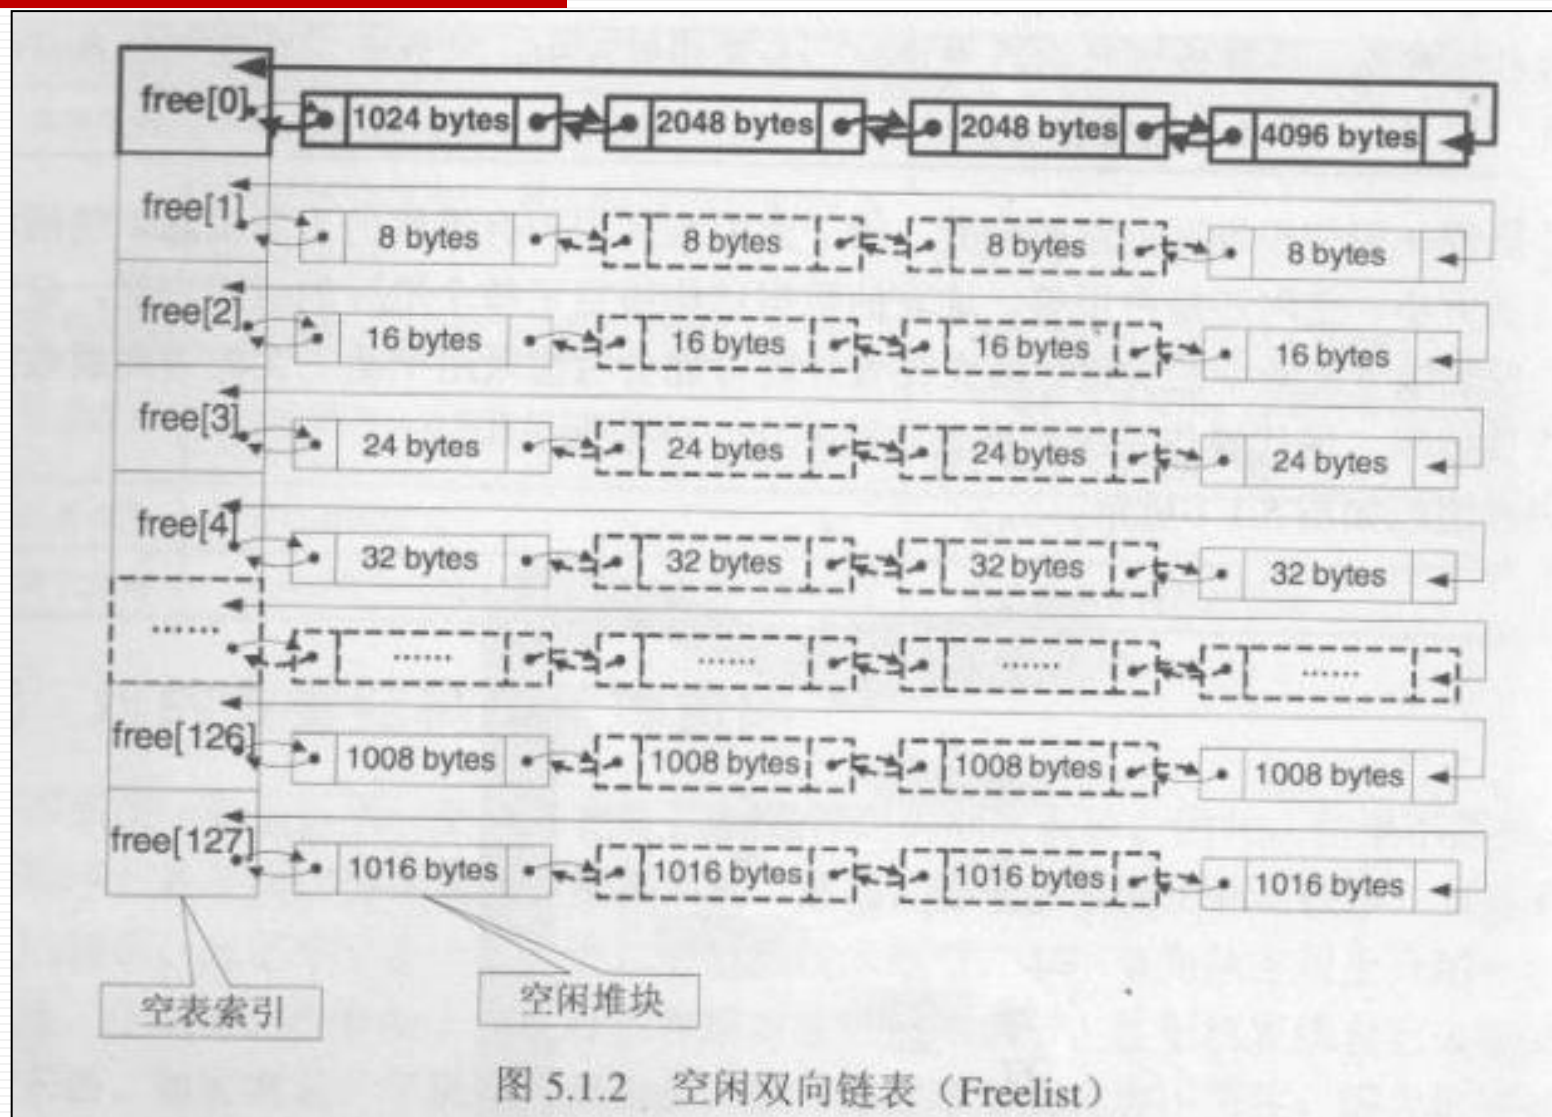 free[0]
1024 bytes
2048 bytes
2048 bytes
4096 bytes
free[1]
8 bytes
8 bytes
8 bytes
8 bytes
free[2]
16 bytes
16 bytes
16 bytes
16 bytes
free[3]
24 bytes
24 bytes
24 bytes
24 bytes
free[4]
32 bytes
32 bytes
32 bytes
32 bytes
......
......
......
......
......
free[126]
1008 bytes
1008 bytes
1008 bytes
1008 bytes
free[127]
1016 bytes
1016 bytes
1016 bytes
1016 bytes
空表索引
空闲堆块
图 5.1.2 空闲双向链表（Freelist）